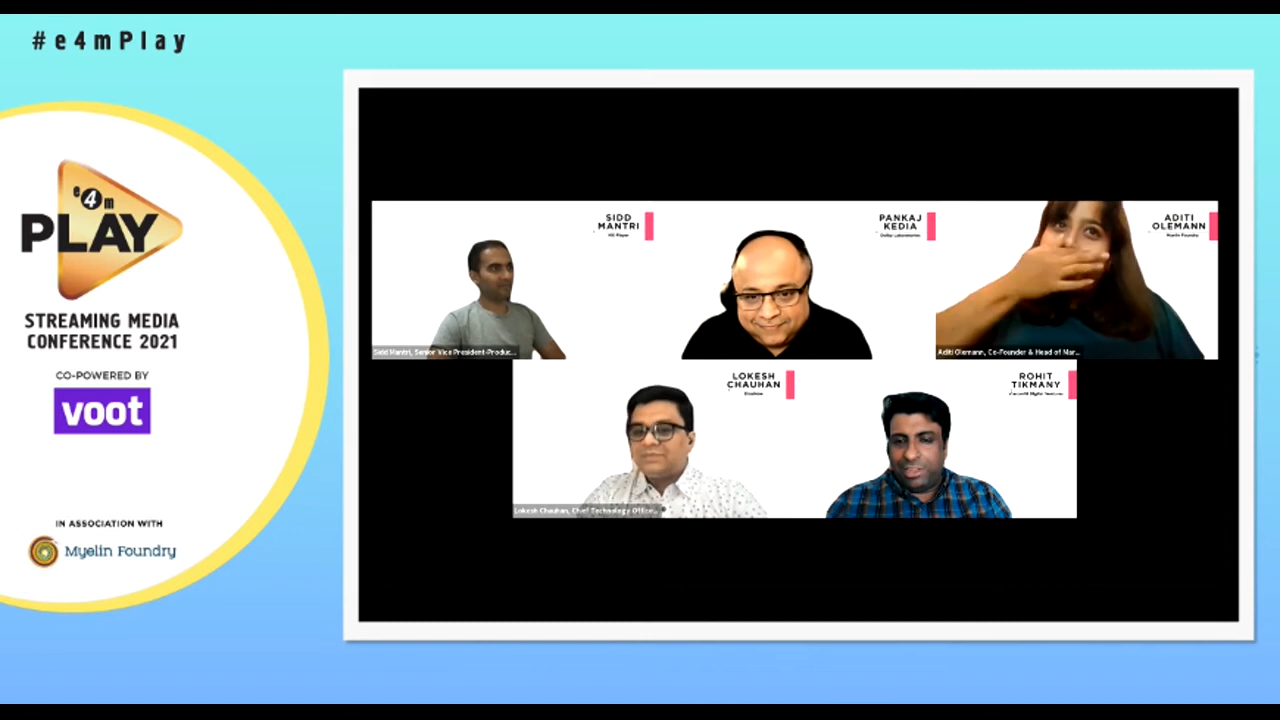 #e4mPlay
e4m
PLAY
STREAMING MEDIA
CONFERENCE 2021
CO-POWERED BY
voot
IN ASSOCIATION WITH
Myelin Foundry
SIDD
MANTRI
MX Player
Sidd Mantri, Senior Vice President-Produc...
PANKAJ
KEDIA
Dolby Laboratories
ADITI
OLEMANN
Myelin Foundry
Aditi Olemann, Co-Founder & Head of Mar...
LOKESH
CHAUHAN
Lokesh Chauhan, Chief Technology Office...
ROHIT
TIKMANY